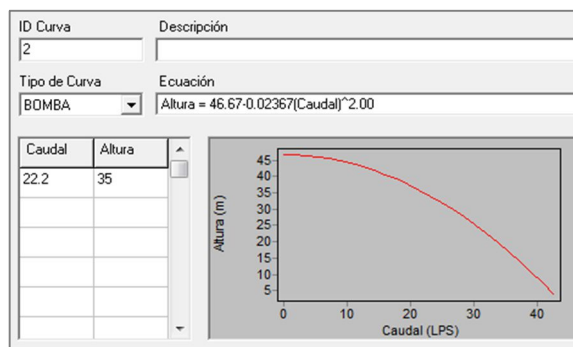 ID Curva Descripción
2
Tipo de Curva Ecuación
BOMBA Altura = 46.67-0.02367(Caudal)^2.00
Caudal Altura
22.2 35
45
40
35
30
25
20
15
10
5
Altura (m)
0 10 20 30 40
Caudal (LPS)